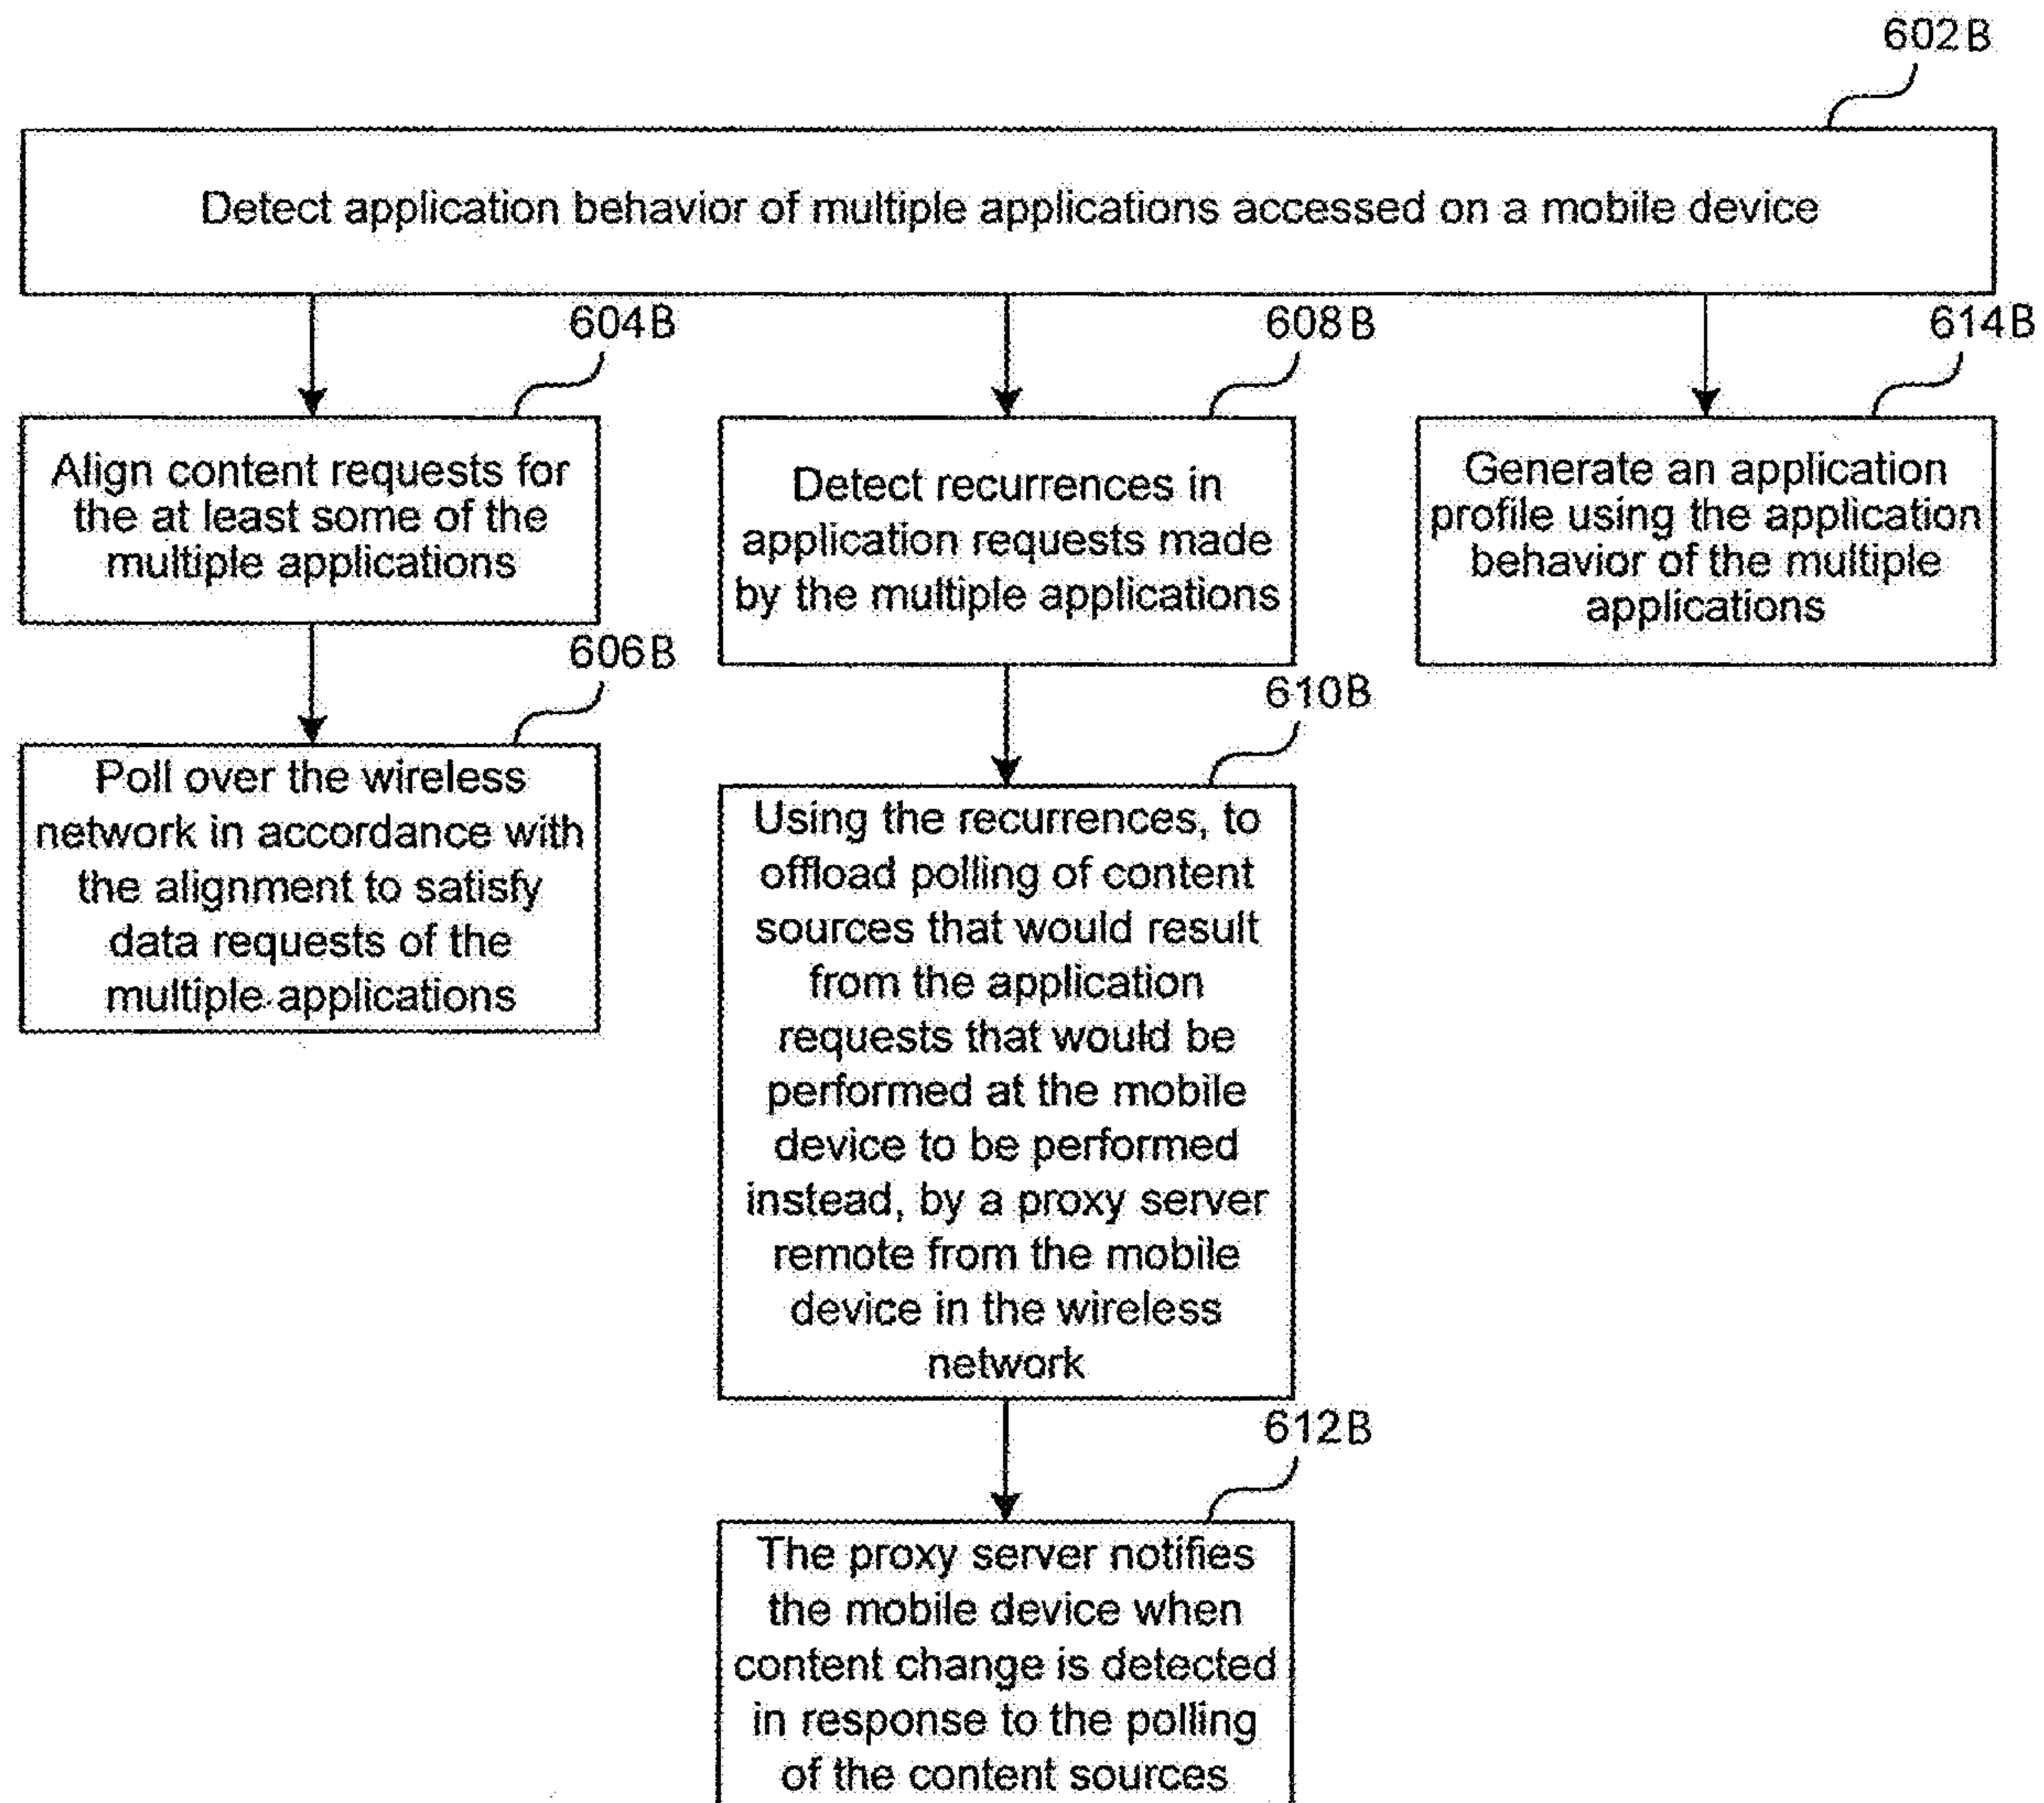 602B
Detect application behavior of multiple applications accessed on a mobile device
604B
Align content requests for
the at least some of the
multiple applications
606B
Poll over the wireless
network in accordance with
the alignment to satisfy
data requests of the
multiple applications
608B
Detect recurrences in
application requests made
by the multiple applications
610B
Using the recurrences, to
offload polling of content
sources that would result
from the application
requests that would be
performed at the mobile
device to be performed
instead, by a proxy server
remote from the mobile
device in the wireless
network
612B
The proxy server notifies
the mobile device when
content change is detected
in response to the polling
of the content sources
614B
Generate an application
profile using the application
behavior of the multiple
applications